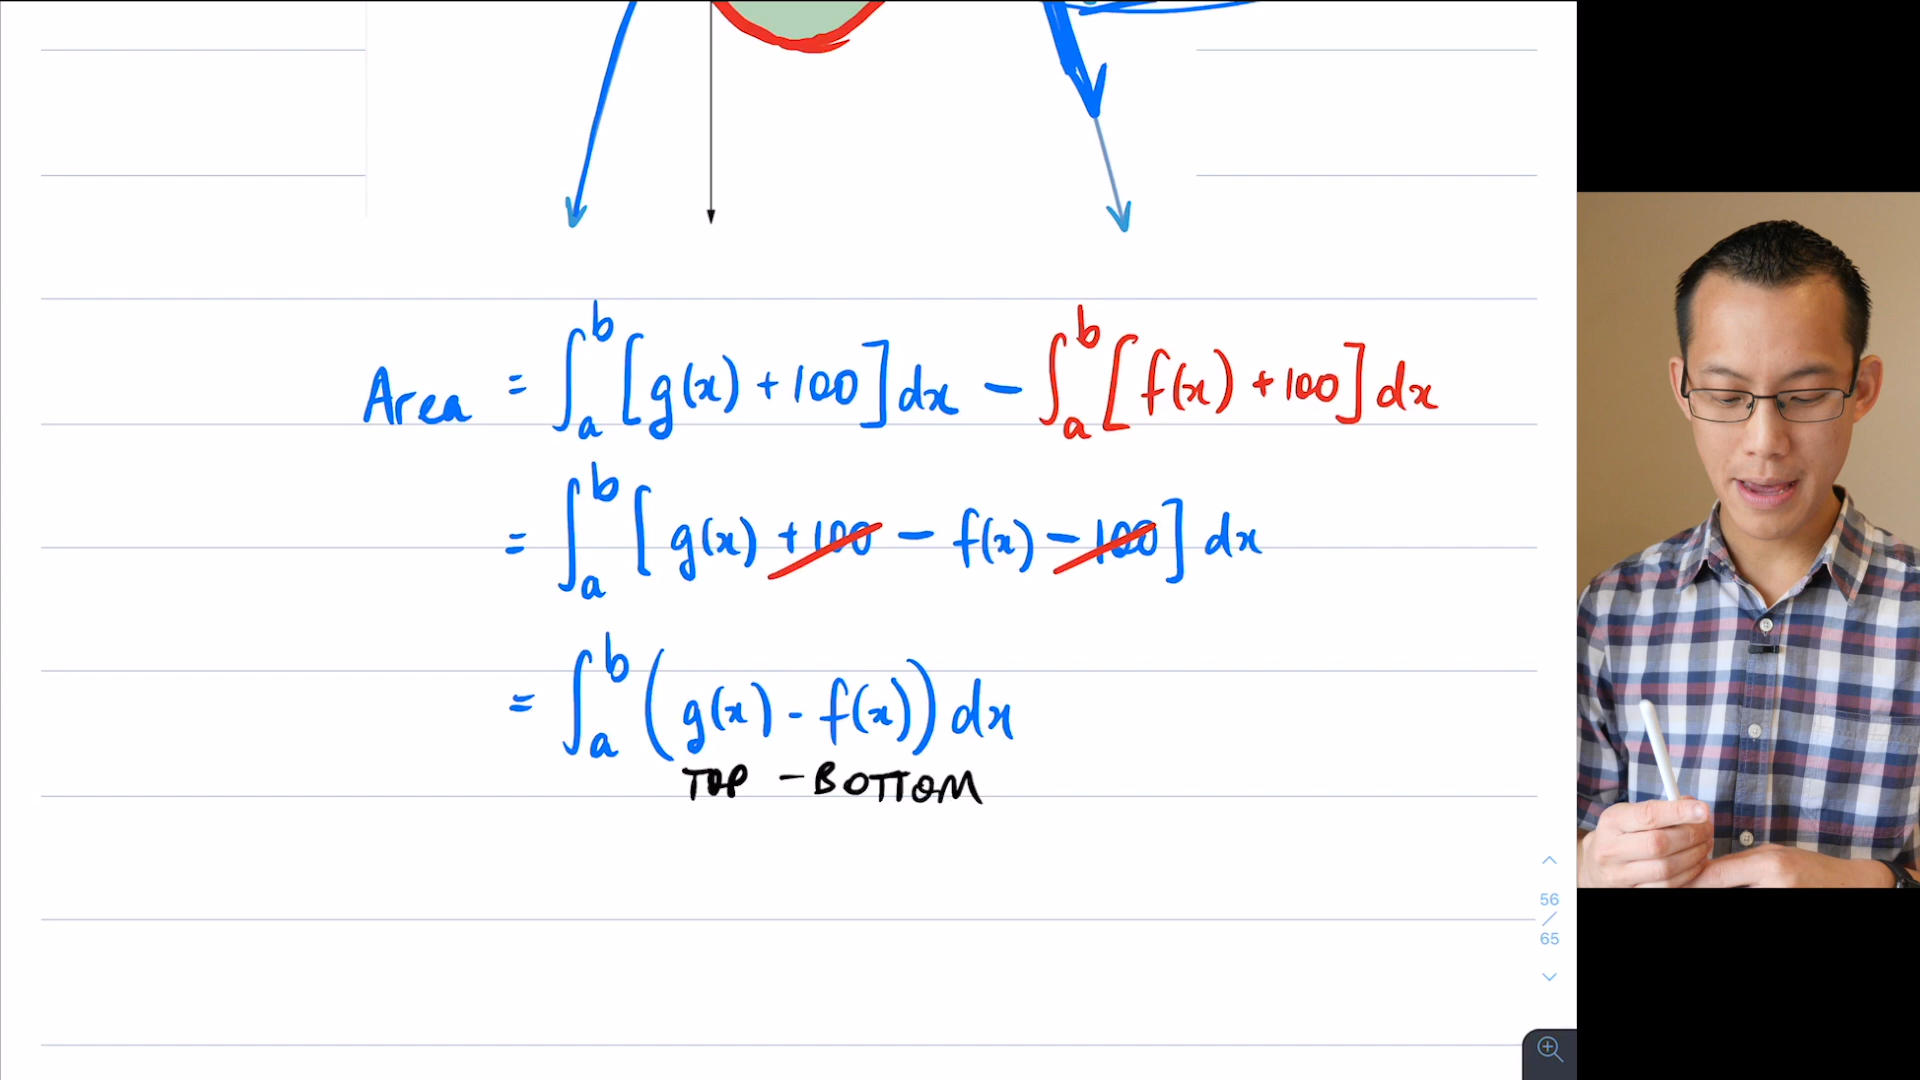 Area = ∫_a^b [g(x) + 100] dx − ∫_a^b [f(x) + 100] dx
= ∫_a^b [g(x) + 100 − f(x) − 100] dx
= ∫_a^b (g(x) - f(x)) dx
TOP − BOTTOM
56
/
65